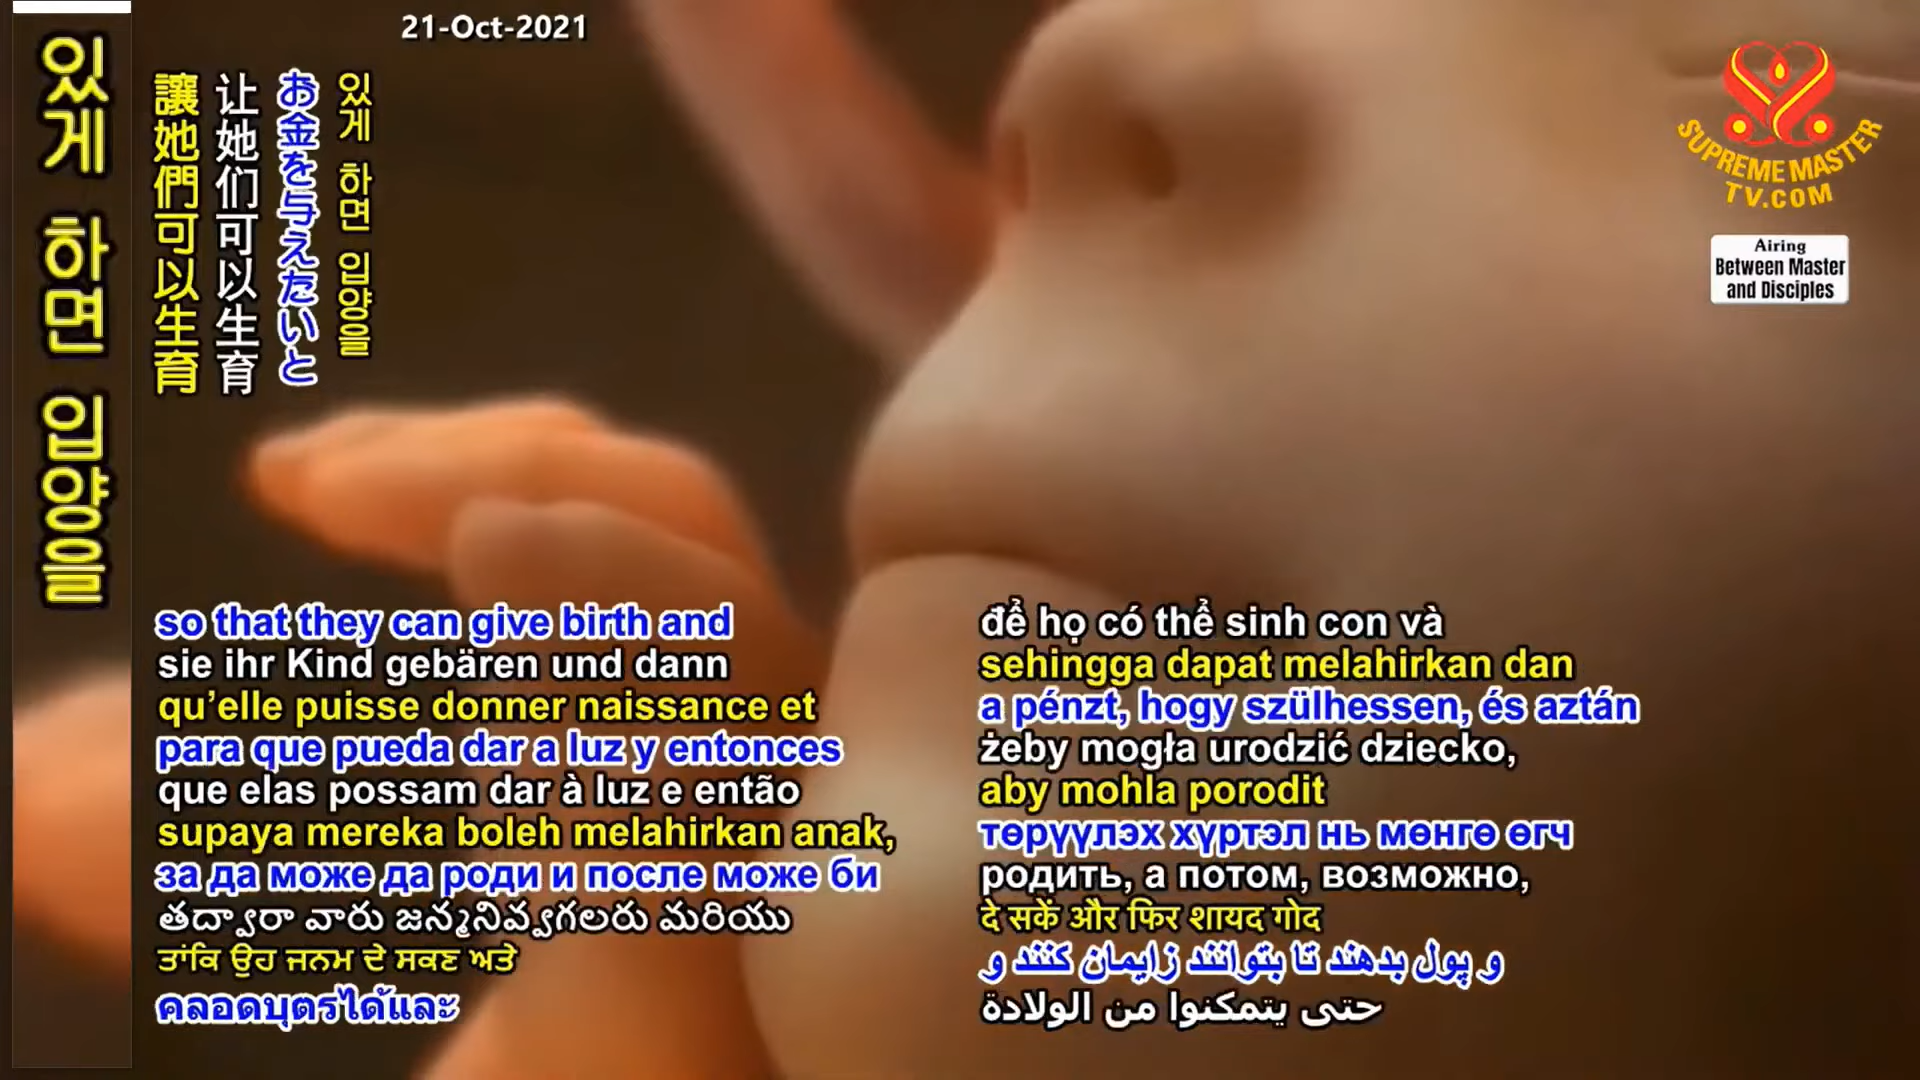 21-Oct-2021
있게 하면 입양을
讓她們可以生育
让她们可以生育
お金を与えたいと
있게 하면 입양을
SUPREME MASTER
TV.COM
Airing
Between Master
and Disciples
so that they can give birth and
sie ihr Kind gebären und dann
qu’elle puisse donner naissance et
para que pueda dar a luz y entonces
que elas possam dar à luz e então
supaya mereka boleh melahirkan anak,
за да може да роди и после може би
తద్వారా వారు జన్మనివ్వగలరు మరియు
ਤਾਂਕਿ ਉਹ ਜਨਮ ਦੇ ਸਕਣ ਅਤੇ
คลอดบุตรได้และ
để họ có thể sinh con và
sehingga dapat melahirkan dan
a pénzt, hogy szülhessen, és aztán
żeby mogła urodzić dziecko,
aby mohla porodit
төрүүлэх хүртэл нь мөнгө өгч
родить, а потом, возможно,
दे सकें और फिर शायद गोद
و پول بدهند تا بتوانند زایمان کنند و
حتى يتمكنوا من الولادة